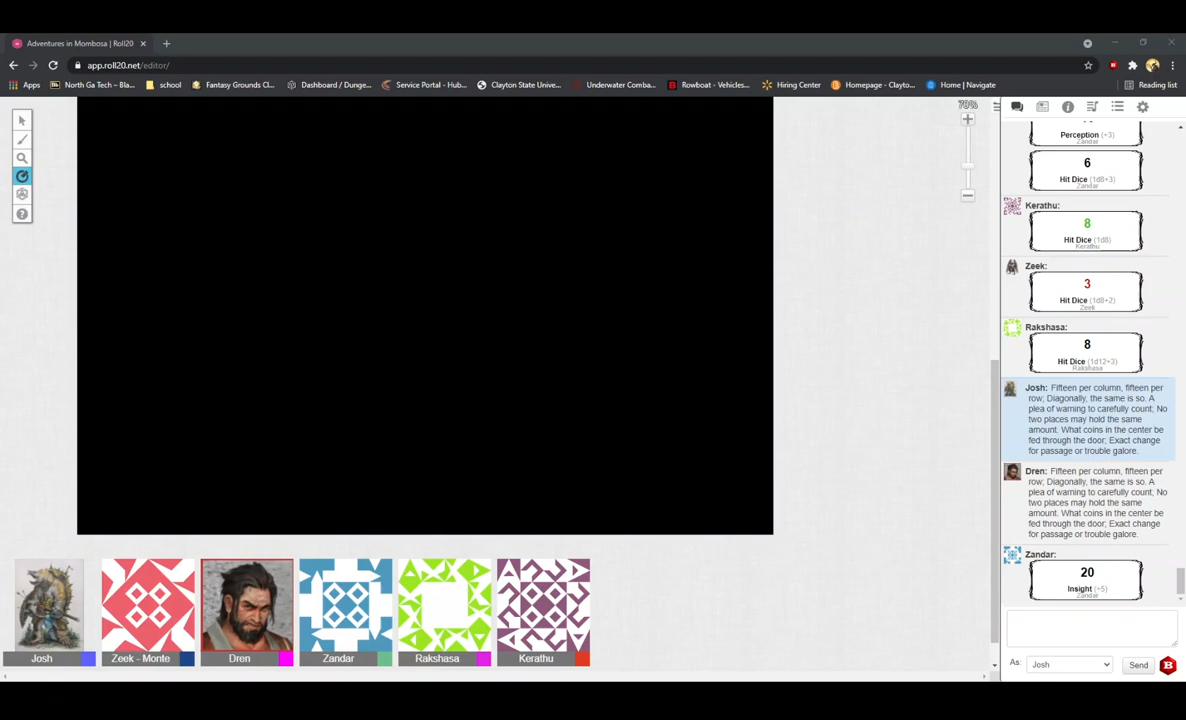 Adventures in Mombosa | Roll20
app.roll20.net/editor/
Apps North Ga Tech – Bla... school Fantasy Grounds Cl... Dashboard / Dunge... Service Portal - Hub... Clayton State Univer... Underwater Comba... Rowboat - Vehicles... Hiring Center Homepage - Clayto... Home | Navigate Reading list
70%
Perception (+3)
Zandar
6
Hit Dice (1d8+3)
Zandar
Kerathu:
8
Hit Dice (1d8)
Kerathu
Zeek:
3
Hit Dice (1d8+2)
Zeek
Rakshasa:
8
Hit Dice (1d12+3)
Rakshasa
Josh: Fifteen per column, fifteen per
row; Diagonally, the same is so. A
plea of warning to carefully count; No
two places may hold the same
amount. What coins in the center be
fed through the door; Exact change
for passage or trouble galore.
Dren: Fifteen per column, fifteen per
row; Diagonally, the same is so. A
plea of warning to carefully count; No
two places may hold the same
amount. What coins in the center be
fed through the door; Exact change
for passage or trouble galore.
Zandar:
20
Insight (+5)
Zandar
As: Josh Send
Josh Zeek - Monte Dren Zandar Rakshasa Kerathu